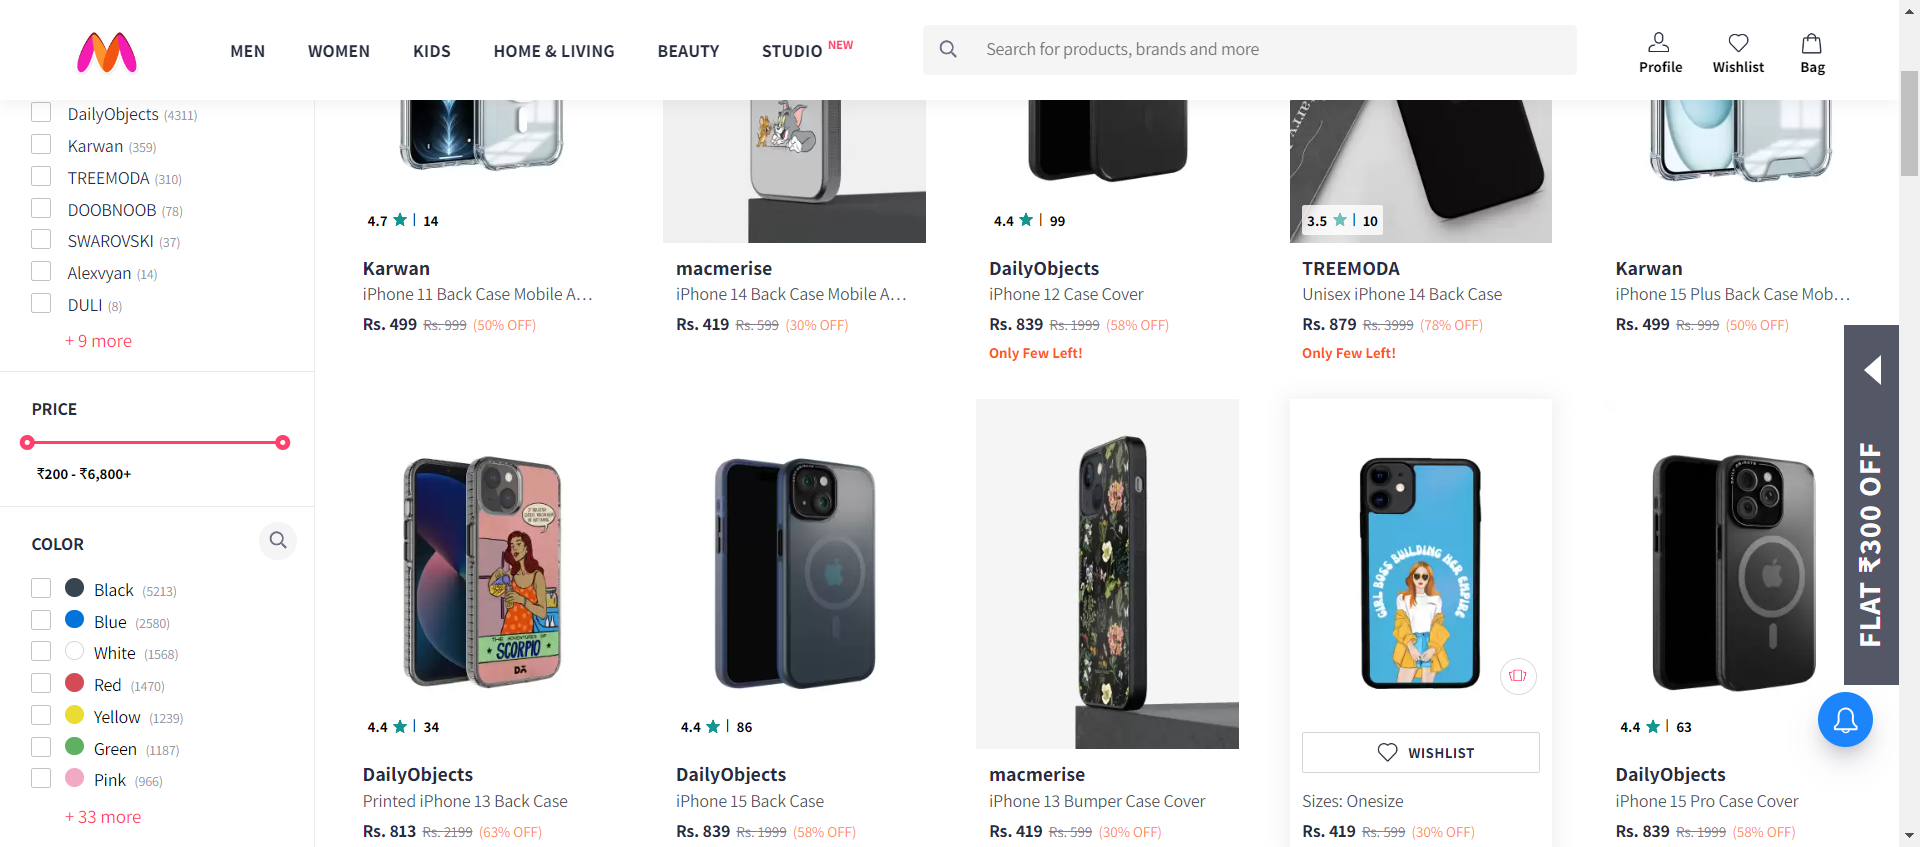 MEN WOMEN KIDS HOME & LIVING BEAUTY STUDIO NEW
Search for products, brands and more
Profile Wishlist Bag
DailyObjects (4311)
Karwan (359)
TREEMODA (310)
DOOBNOOB (78)
SWAROVSKI (37)
Alexvyan (14)
DULI (8)
+ 9 more
PRICE
₹200 - ₹6,800+
COLOR
Black (5213)
Blue (2580)
White (1568)
Red (1470)
Yellow (1239)
Green (1187)
Pink (966)
+ 33 more
4.7 | 14
Karwan
iPhone 11 Back Case Mobile A...
Rs. 499 Rs. 999 (50% OFF)
macmerise
iPhone 14 Back Case Mobile A...
Rs. 419 Rs. 599 (30% OFF)
4.4 | 99
DailyObjects
iPhone 12 Case Cover
Rs. 839 Rs. 1999 (58% OFF)
Only Few Left!
3.5 | 10
TREEMODA
Unisex iPhone 14 Back Case
Rs. 879 Rs. 3999 (78% OFF)
Only Few Left!
Karwan
iPhone 15 Plus Back Case Mob...
Rs. 499 Rs. 999 (50% OFF)
THE ADVENTURES OF
SCORPIO
4.4 | 34
DailyObjects
Printed iPhone 13 Back Case
Rs. 813 Rs. 2199 (63% OFF)
4.4 | 86
DailyObjects
iPhone 15 Back Case
Rs. 839 Rs. 1999 (58% OFF)
macmerise
iPhone 13 Bumper Case Cover
Rs. 419 Rs. 599 (30% OFF)
GIRL BOSS BUILDING HER EMPIRE
WISHLIST
Sizes: Onesize
Rs. 419 Rs. 599 (30% OFF)
4.4 | 63
DailyObjects
iPhone 15 Pro Case Cover
Rs. 839 Rs. 1999 (58% OFF)
FLAT ₹300 OFF